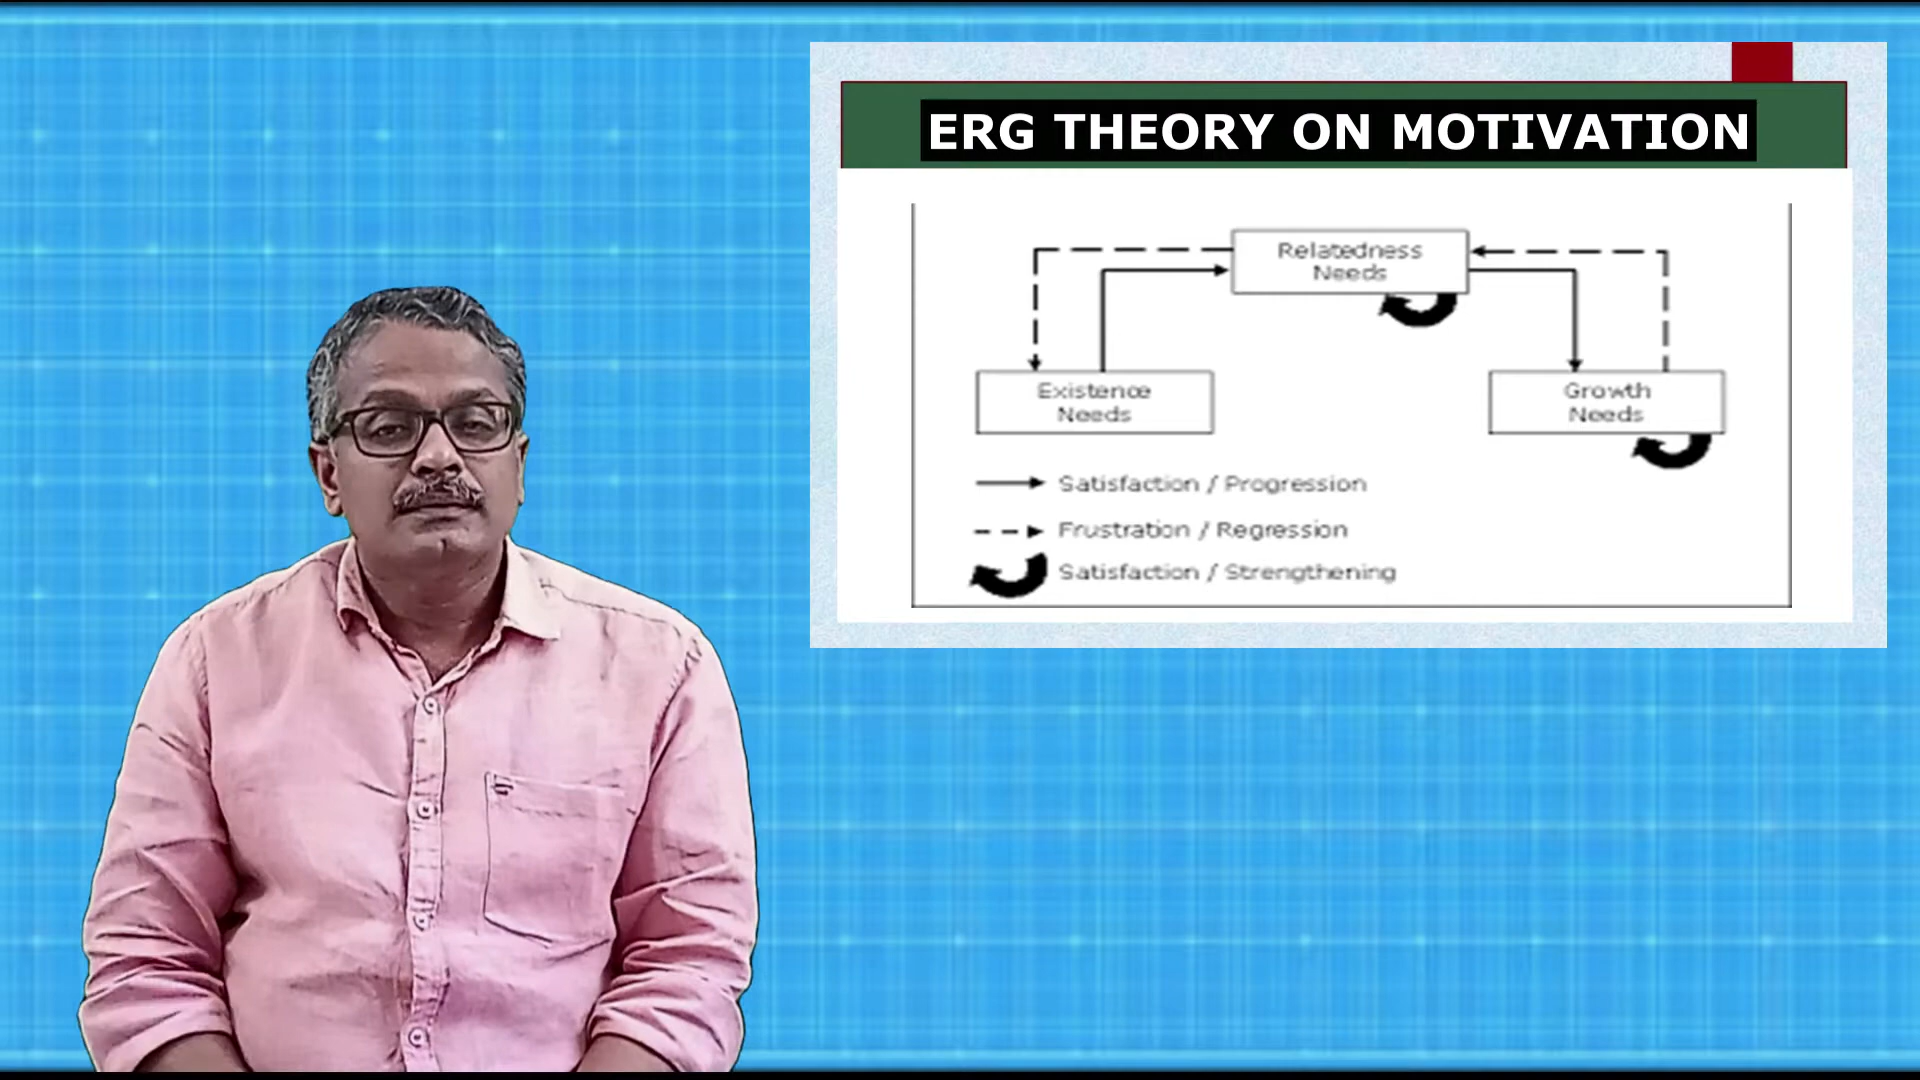 ERG THEORY ON MOTIVATION
Relatedness
Needs
Existence
Needs
Growth
Needs
Satisfaction / Progression
Frustration / Regression
Satisfaction / Strengthening